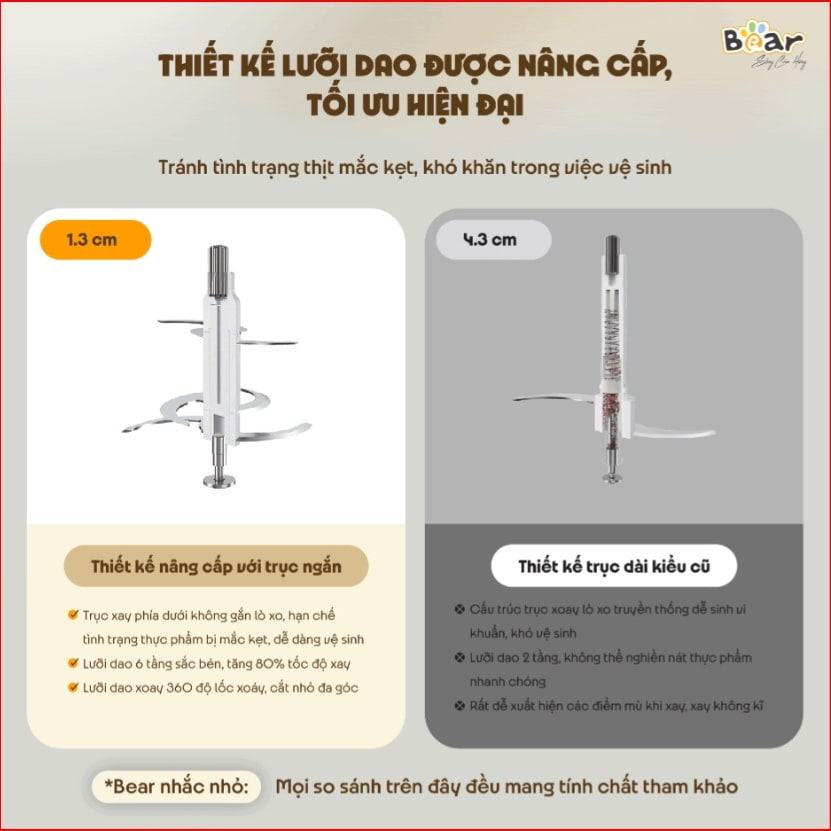 Bear
THIẾT KẾ LƯỠI DAO ĐƯỢC NÂNG CẤP,
TỐI ƯU HIỆN ĐẠI
Tránh tình trạng thịt mắc kẹt, khó khăn trong việc vệ sinh
1.3 cm
Thiết kế nâng cấp với trục ngắn
Trục xay phía dưới không gắn lò xo, hạn chế
tình trạng thực phẩm bị mắc kẹt, dễ dàng vệ sinh
Lưỡi dao 6 tầng sắc bén, tăng 80% tốc độ xay
Lưỡi dao xoay 360 độ lốc xoáy, cắt nhỏ đa góc
4.3 cm
Thiết kế trục dài kiểu cũ
Cấu trúc trục xoay lò xo truyền thống dễ sinh vi
khuẩn, khó vệ sinh
Lưỡi dao 2 tầng, không thể nghiền nát thực phẩm
nhanh chóng
Rất dễ xuất hiện các điểm mù khi xay, xay không kĩ
*Bear nhắc nhỏ: Mọi so sánh trên đây đều mang tính chất tham khảo